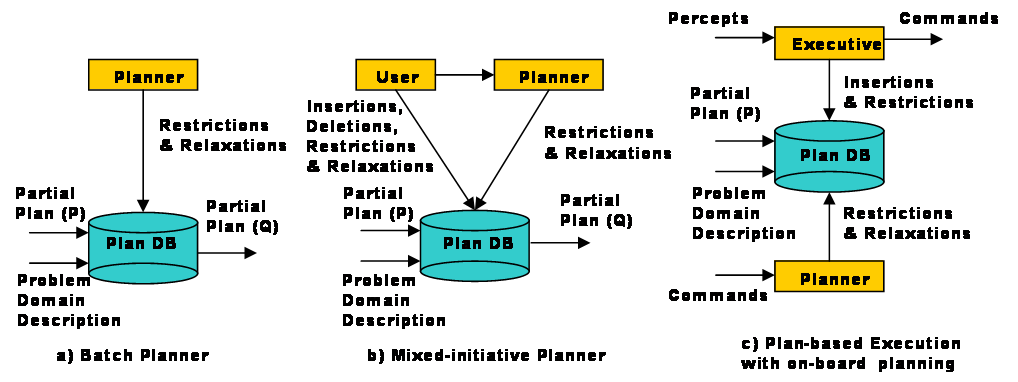 Planner
Restrictions
& Relaxations
Partial
Plan (P)
Partial
Plan (Q)
Plan DB
Problem
Domain
Description
a) Batch Planner
User
Planner
Insertions,
Deletions,
Restrictions
& Relaxations
Restrictions
& Relaxations
Partial
Plan (P)
Partial
Plan (Q)
Plan DB
Problem
Domain
Description
b) Mixed-initiative Planner
Percepts
Commands
Executive
Insertions
& Restrictions
Partial
Plan (P)
Plan DB
Problem
Domain
Description
Restrictions
& Relaxations
Commands
Planner
c) Plan-based Execution
with on-board planning